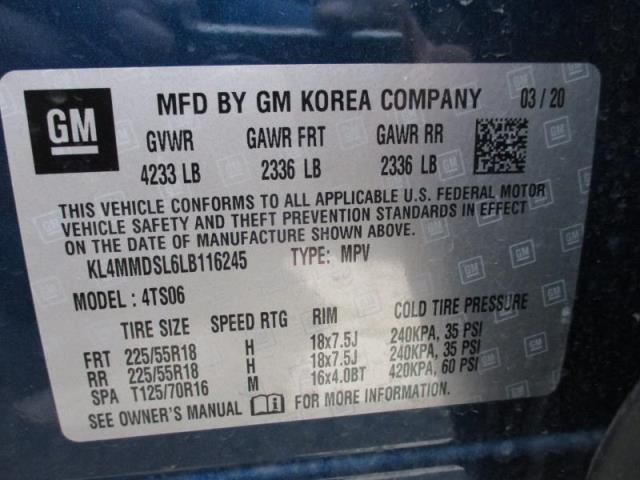 GM MFD BY GM KOREA COMPANY 03/20
GVWR GAWR FRT GAWR RR
4233 LB 2336 LB 2336 LB
THIS VEHICLE CONFORMS TO ALL APPLICABLE U.S. FEDERAL MOTOR
VEHICLE SAFETY AND THEFT PREVENTION STANDARDS IN EFFECT
ON THE DATE OF MANUFACTURE SHOWN ABOVE.
KL4MMDSL6LB116245 TYPE: MPV
MODEL : 4TS06
TIRE SIZE SPEED RTG RIM COLD TIRE PRESSURE
FRT 225/55R18 H 18x7.5J 240KPA, 35 PSI
RR 225/55R18 H 18x7.5J 240KPA, 35 PSI
SPA T125/70R16 M 16x4.0BT 420KPA, 60 PSI
SEE OWNER'S MANUAL FOR MORE INFORMATION.